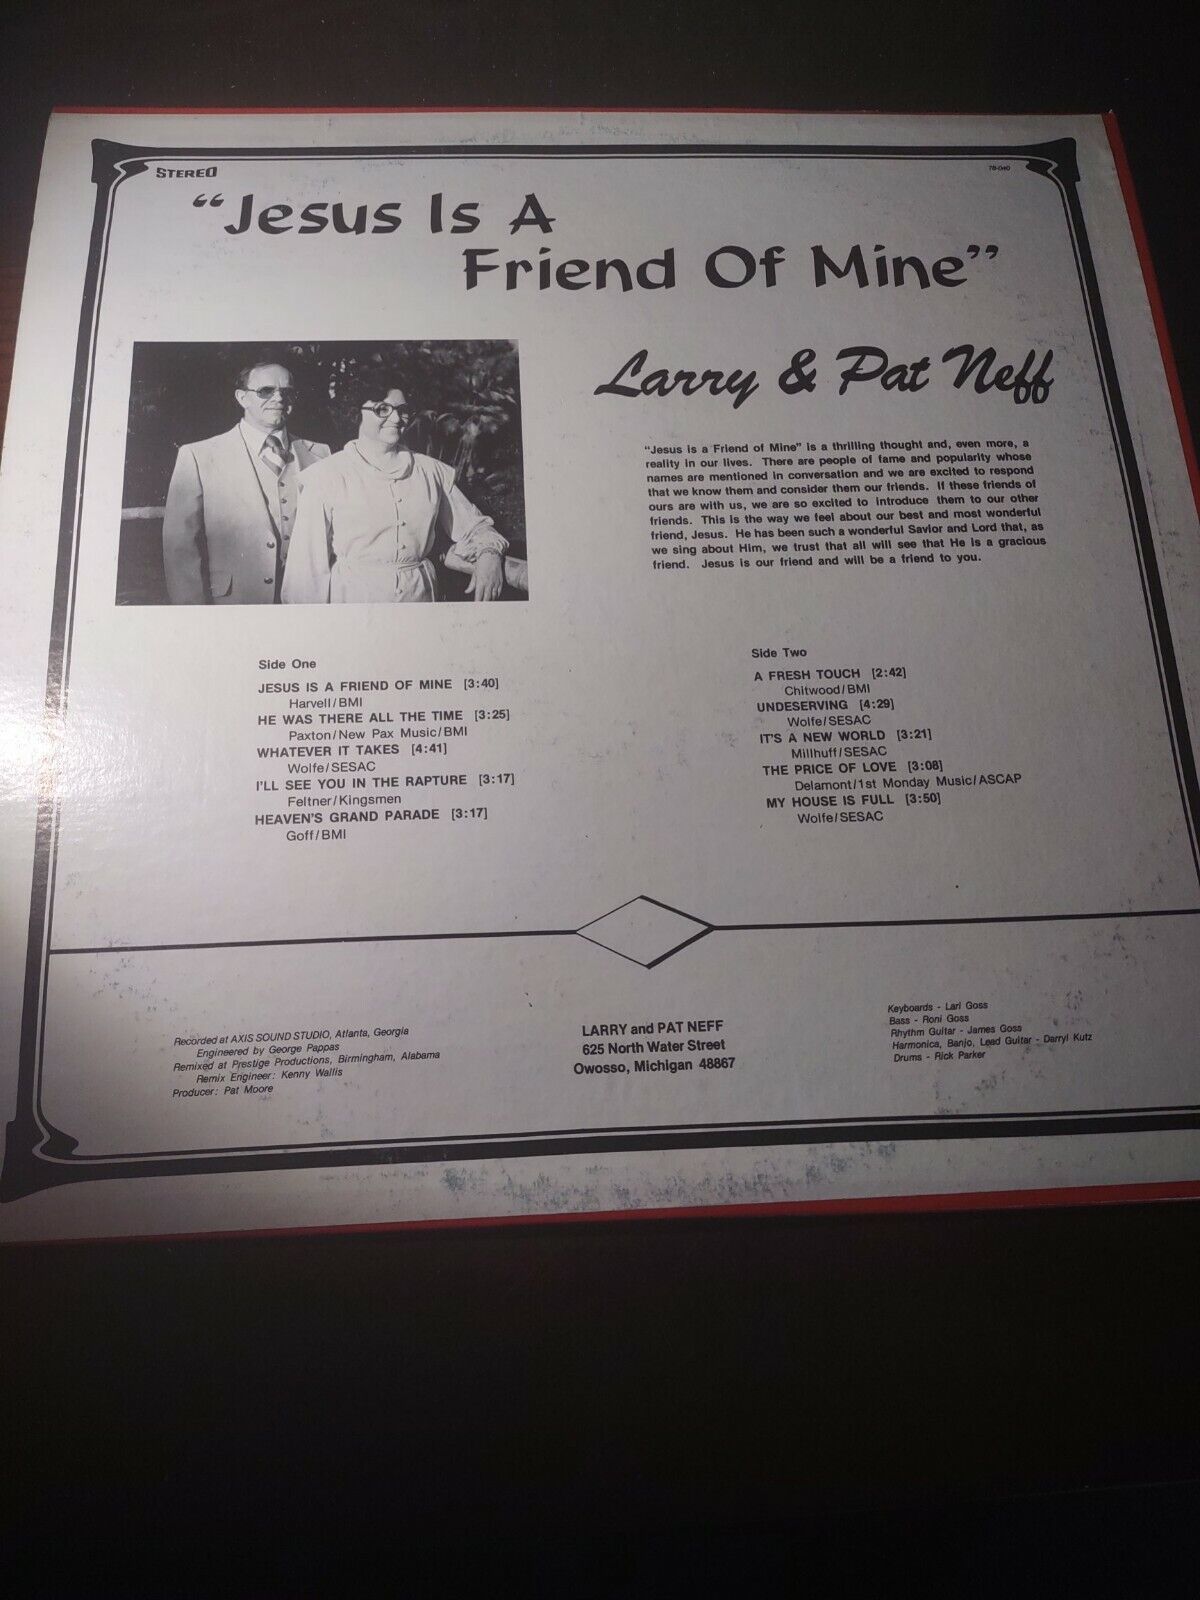 STEREO
78-040
"Jesus Is A
Friend Of Mine"
Larry & Pat Neff
"Jesus is a Friend of Mine" is a thrilling thought and, even more, a
reality in our lives. There are people of fame and popularity whose
names are mentioned in conversation and we are excited to respond
that we know them and consider them our friends. If these friends of
ours are with us, we are so excited to introduce them to our other
friends. This is the way we feel about our best and most wonderful
friend, Jesus. He has been such a wonderful Savior and Lord that, as
we sing about Him, we trust that all will see that He is a gracious
friend. Jesus is our friend and will be a friend to you.
Side One
JESUS IS A FRIEND OF MINE [3:40]
Harvell/BMI
HE WAS THERE ALL THE TIME [3:25]
Paxton/New Pax Music/BMI
WHATEVER IT TAKES [4:41]
Wolfe/SESAC
I'LL SEE YOU IN THE RAPTURE [3:17]
Feltner/Kingsmen
HEAVEN'S GRAND PARADE [3:17]
Goff/BMI
Side Two
A FRESH TOUCH [2:42]
Chitwood/BMI
UNDESERVING [4:29]
Wolfe/SESAC
IT'S A NEW WORLD [3:21]
Millhuff/SESAC
THE PRICE OF LOVE [3:08]
Delamont/1st Monday Music/ASCAP
MY HOUSE IS FULL [3:50]
Wolfe/SESAC
Recorded at AXIS SOUND STUDIO, Atlanta, Georgia
Engineered by George Pappas
Remixed at Prestige Productions, Birmingham, Alabama
Remix Engineer: Kenny Wallis
Producer: Pat Moore
LARRY and PAT NEFF
625 North Water Street
Owosso, Michigan 48867
Keyboards - Lari Goss
Bass - Roni Goss
Rhythm Guitar - James Goss
Harmonica, Banjo, Lead Guitar - Darryl Kutz
Drums - Rick Parker